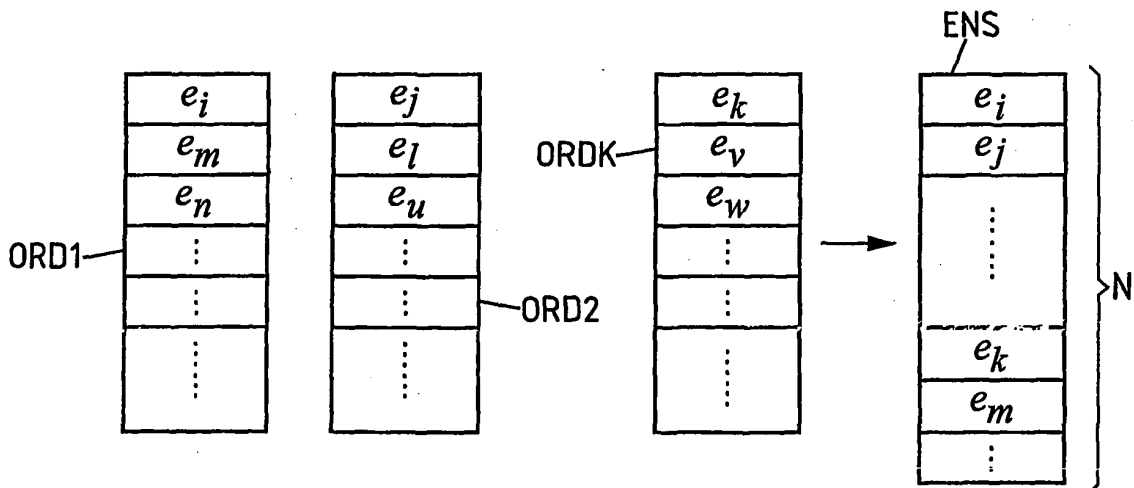 ENS
e_i e_j e_k e_i
e_m e_l ORDK e_v e_j
e_n e_u e_w
ORD1
N
ORD2
e_k
e_m